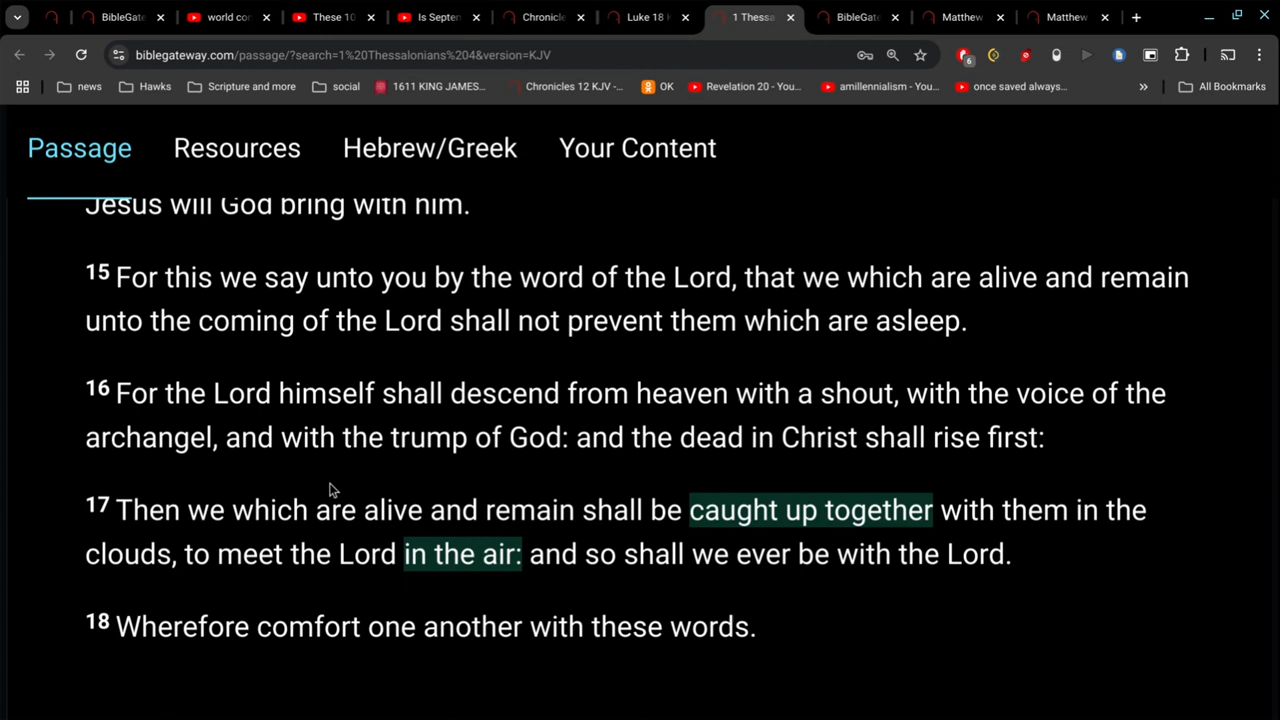 BibleGate
world cor
These 10
Is Septen
Chronicle
Luke 18 K
1 Thessa
BibleGate
Matthew
Matthew
biblegateway.com/passage/?search=1%20Thessalonians%204&version=KJV
6
news
Hawks
Scripture and more
social
1611 KING JAMES...
Chronicles 12 KJV -...
OK
Revelation 20 - You...
amillennialism - You...
once saved always...
All Bookmarks
Passage
Resources
Hebrew/Greek
Your Content
Jesus will God bring with him.
15 For this we say unto you by the word of the Lord, that we which are alive and remain
unto the coming of the Lord shall not prevent them which are asleep.
16 For the Lord himself shall descend from heaven with a shout, with the voice of the
archangel, and with the trump of God: and the dead in Christ shall rise first:
17 Then we which are alive and remain shall be caught up together with them in the
clouds, to meet the Lord in the air: and so shall we ever be with the Lord.
18 Wherefore comfort one another with these words.